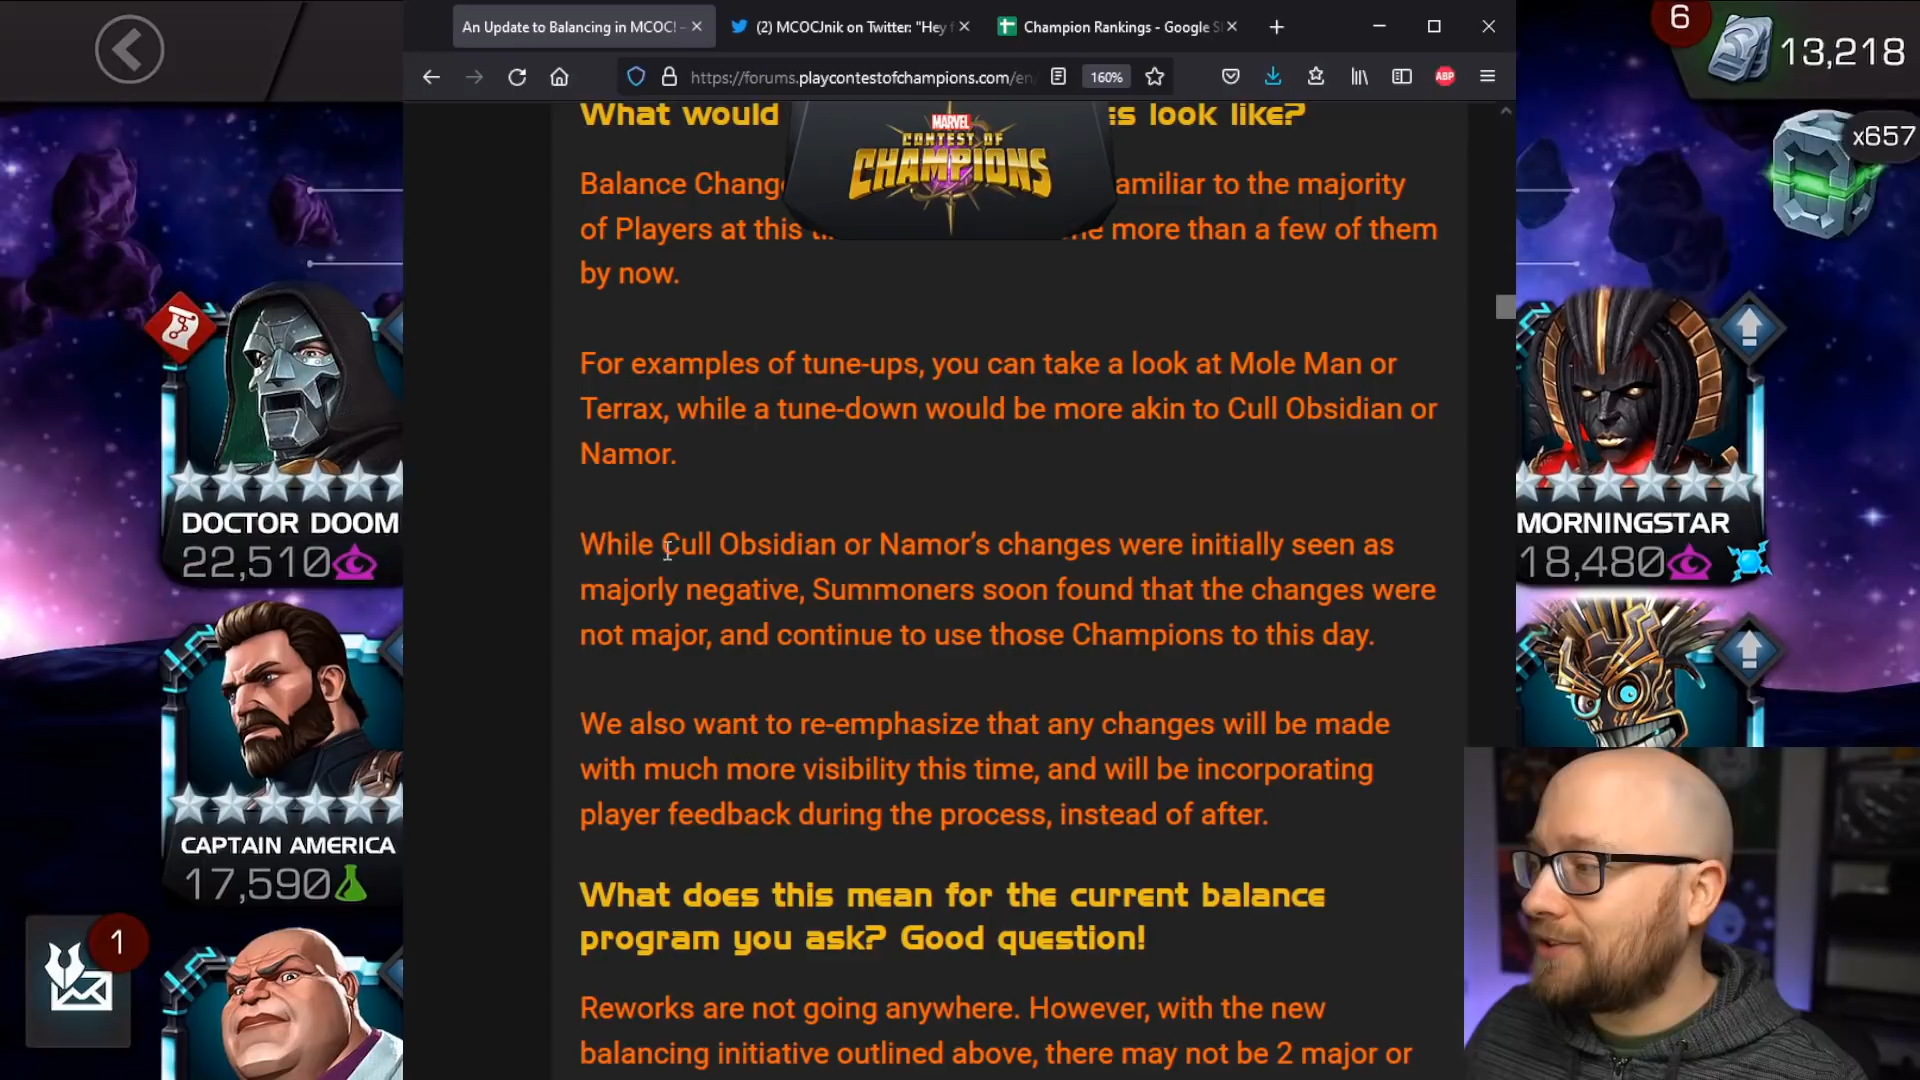 An Update to Balancing in MCOC! -
(2) MCOCJnik on Twitter: "Hey f
Champion Rankings - Google S
https://forums.playcontestofchampions.com/en/
160%
ABP
6
13,218
x657
What would
es look like?
MARVEL
CONTEST OF
CHAMPIONS
Balance Chang
amiliar to the majority
of Players at this
more than a few of them
by now.
For examples of tune-ups, you can take a look at Mole Man or
Terrax, while a tune-down would be more akin to Cull Obsidian or
Namor.
While Cull Obsidian or Namor's changes were initially seen as
majorly negative, Summoners soon found that the changes were
not major, and continue to use those Champions to this day.
We also want to re-emphasize that any changes will be made
with much more visibility this time, and will be incorporating
player feedback during the process, instead of after.
What does this mean for the current balance
program you ask? Good question!
Reworks are not going anywhere. However, with the new
balancing initiative outlined above, there may not be 2 major or
DOCTOR DOOM
22,510
CAPTAIN AMERICA
17,590
1
MORNINGSTAR
18,480